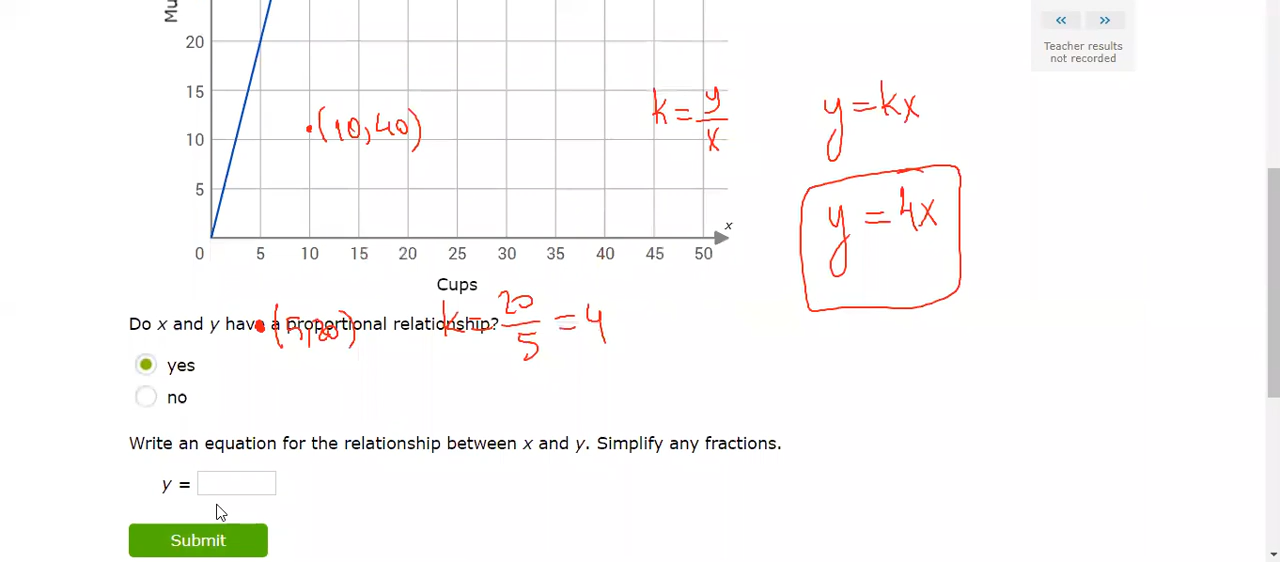 Mu
20
15
10
5
0 5 10 15 20 25 30 35 40 45 50
x
Cups
(10,40)
k = y/x
y = kx
y = 4x
Teacher results
not recorded
Do x and y have a proportional relationship?
(5,20)
k = 20/5 = 4
yes
no
Write an equation for the relationship between x and y. Simplify any fractions.
y =
Submit